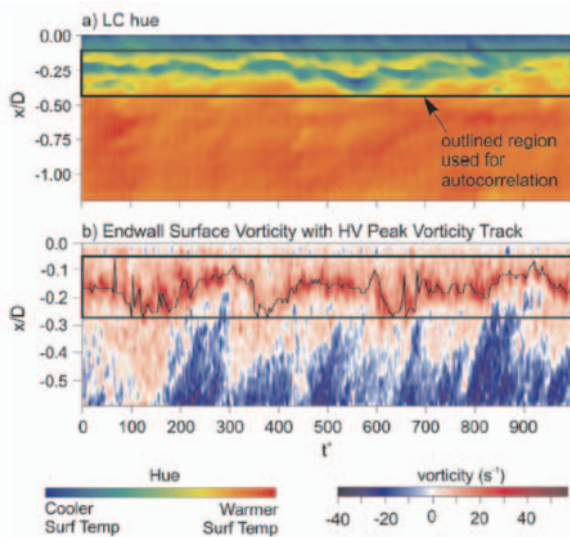 a) LC hue
0.00
-0.25
-0.50
-0.75
-1.00
x/D
outlined region
used for
autocorrelation
b) Endwall Surface Vorticity with HV Peak Vorticity Track
0.0
-0.1
-0.2
-0.3
-0.4
-0.5
x/D
0 100 200 300 400 500 600 700 800 900
t*
Hue
Cooler Warmer
Surf Temp Surf Temp
vorticity (s⁻¹)
-40 -20 0 20 40